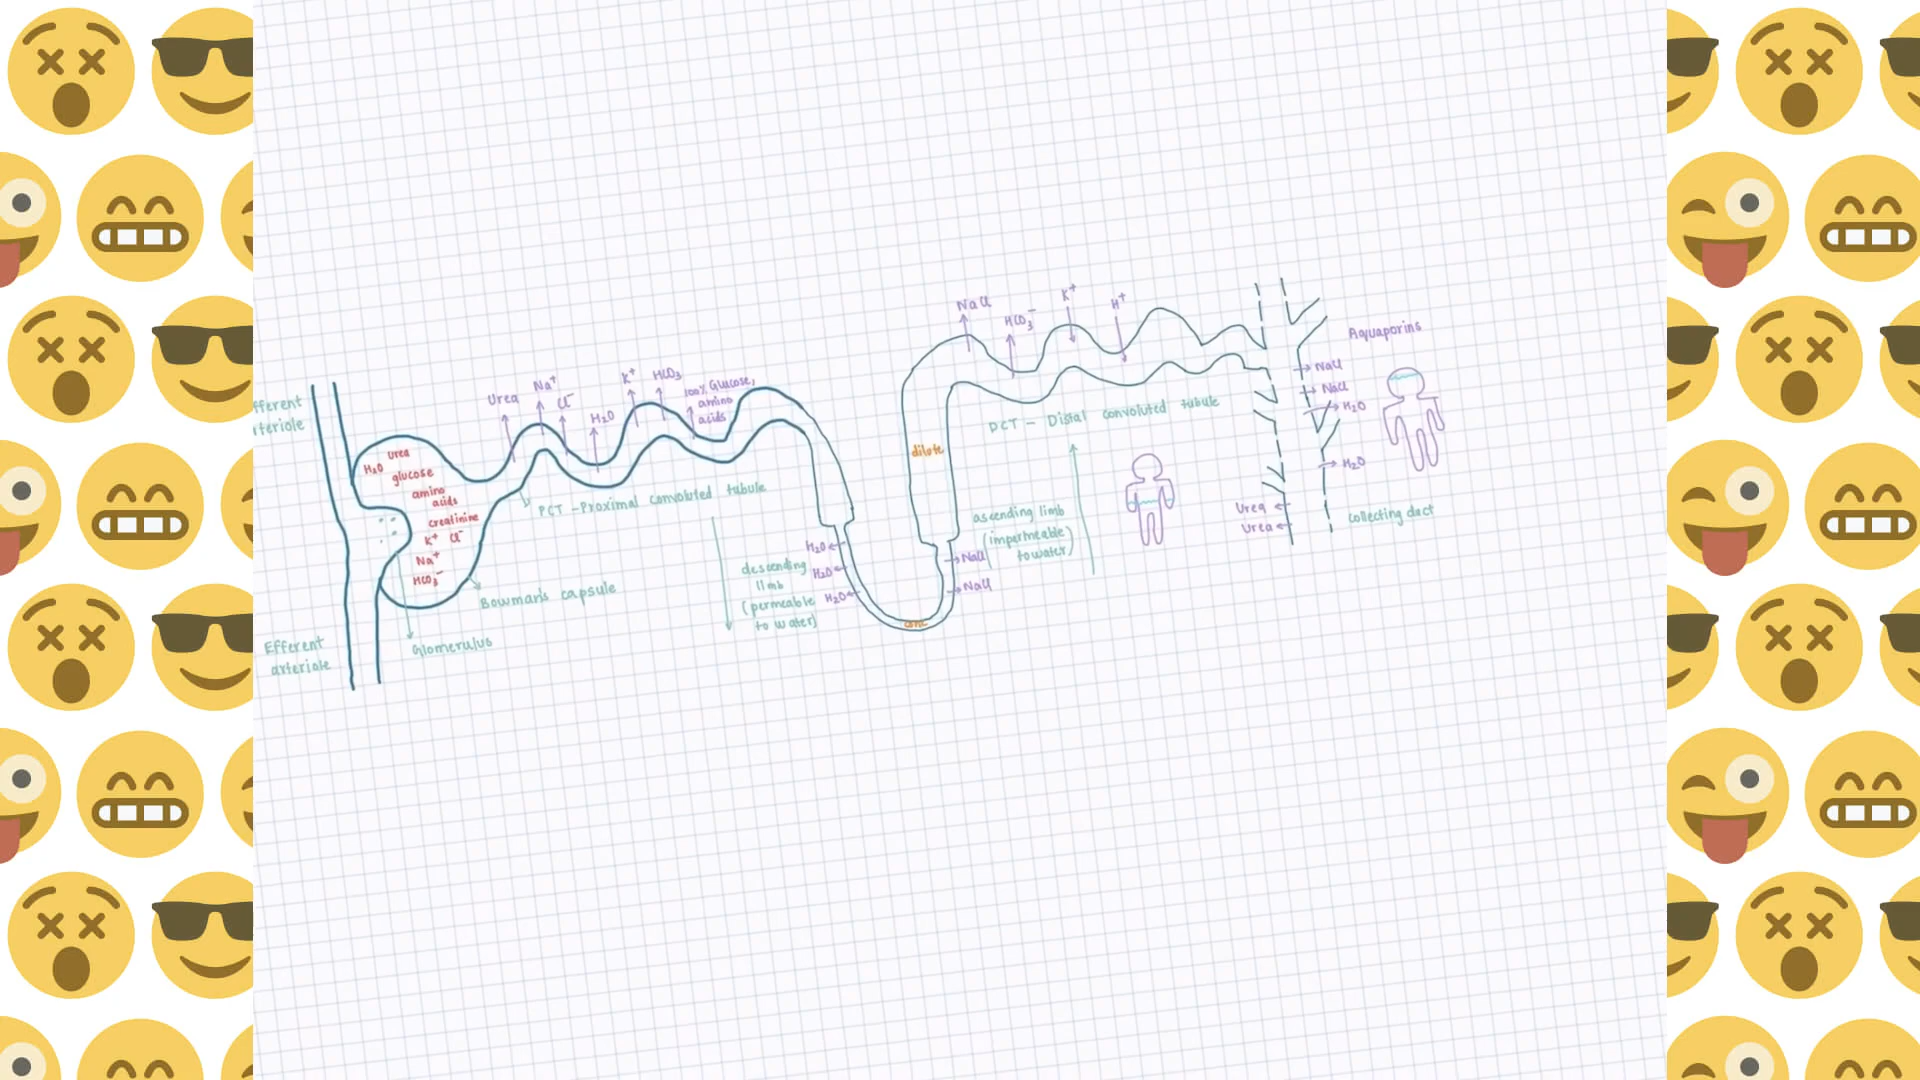 fferent
rteriole
H₂O
urea
glucose
amino
acids
creatinine
K⁺ Cl⁻
Na⁺
HCO₃⁻
Efferent
arteriole
Glomerulus
Bowman's capsule
Urea
Na⁺
Cl⁻
H₂O
K⁺
HCO₃
100% Glucose,
amino
acids
PCT - Proximal convoluted tubule
descending
limb
(permeable
to water)
H₂O
H₂O
H₂O
conc
NaCl
NaCl
dilute
ascending limb
(impermeable
to water)
NaCl
HCO₃⁻
K⁺
H⁺
DCT - Distal convoluted tubule
Aquaporins
NaCl
NaCl
H₂O
H₂O
Urea
Urea
collecting duct